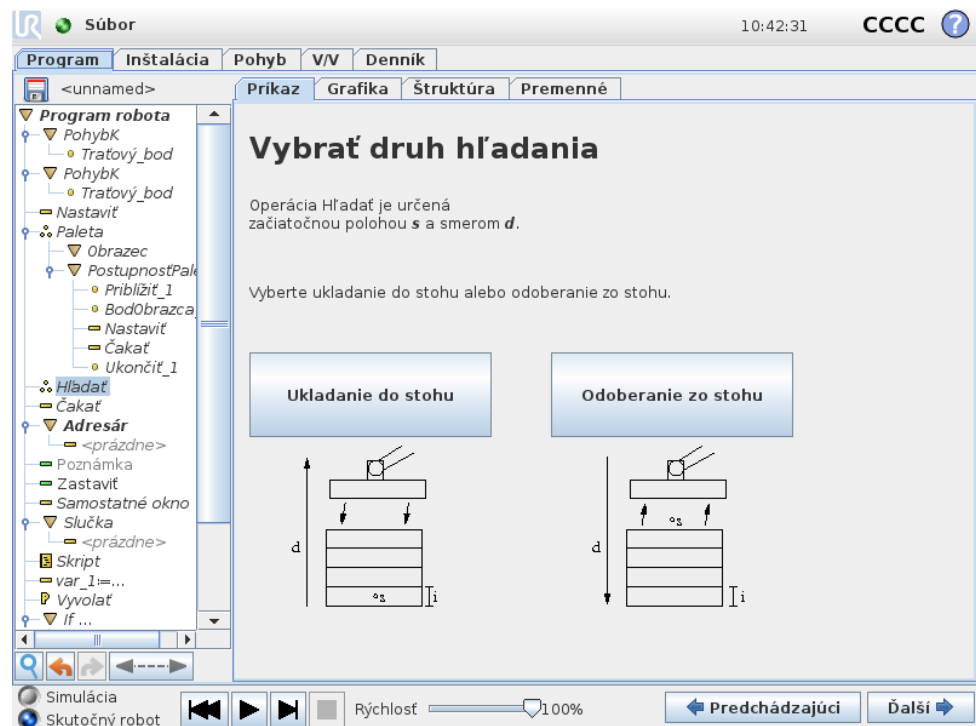 UR Súbor 10:42:31 CCCC ?
Program Inštalácia Pohyb V/V Denník
<unnamed> Príkaz Grafika Štruktúra Premenné
Program robota
PohybK
Traťový_bod
PohybK
Traťový_bod
Nastaviť
Paleta
Obrazec
PostupnosťPale
Priblížiť_1
BodObrazca_
Nastaviť
Čakať
Ukončiť_1
Hľadať
Čakať
Adresár
<prázdne>
Poznámka
Zastaviť
Samostatné okno
Slučka
<prázdne>
Skript
var_1:=...
Vyvolať
If ...
Vybrať druh hľadania
Operácia Hľadať je určená
začiatočnou polohou s a smerom d.
Vyberte ukladanie do stohu alebo odoberanie zo stohu.
Ukladanie do stohu Odoberanie zo stohu
s
d d
s i i
Simulácia
Skutočný robot
Rýchlosť 100%
Predchádzajúci Ďalší